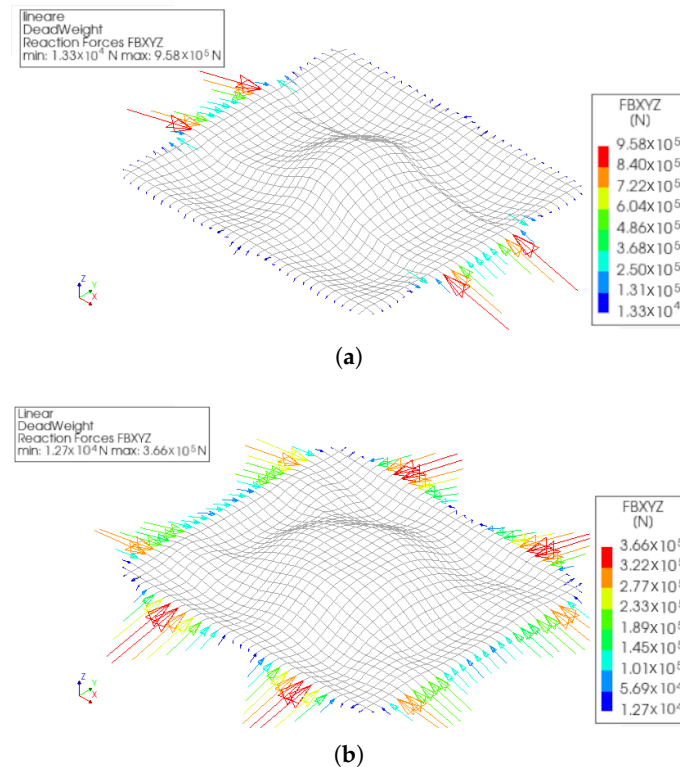 lineare
DeadWeight
Reaction Forces FBXYZ
min: 1.33x10⁴ N max: 9.58x10⁵ N
FBXYZ
(N)
9.58x10⁵
8.40x10⁵
7.22x10⁵
6.04x10⁵
4.86x10⁵
3.68x10⁵
2.50x10⁵
1.31x10⁵
1.33x10⁴
Z
Y
X
(a)
Linear
DeadWeight
Reaction Forces FBXYZ
min: 1.27x10⁴ N max: 3.66x10⁵ N
FBXYZ
(N)
3.66x10⁵
3.22x10⁵
2.77x10⁵
2.33x10⁵
1.89x10⁵
1.45x10⁵
1.01x10⁵
5.69x10⁴
1.27x10⁴
Z
Y
X
(b)